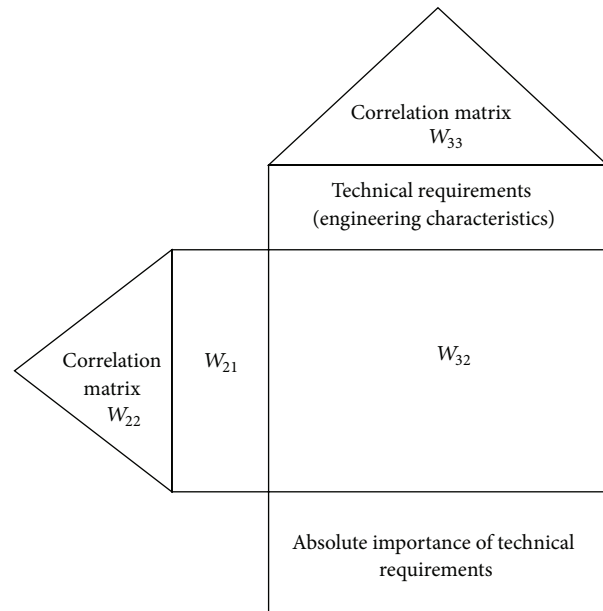 Correlation matrix
W33
Technical requirements
(engineering characteristics)
Correlation
matrix
W22
W21
W32
Absolute importance of technical
requirements